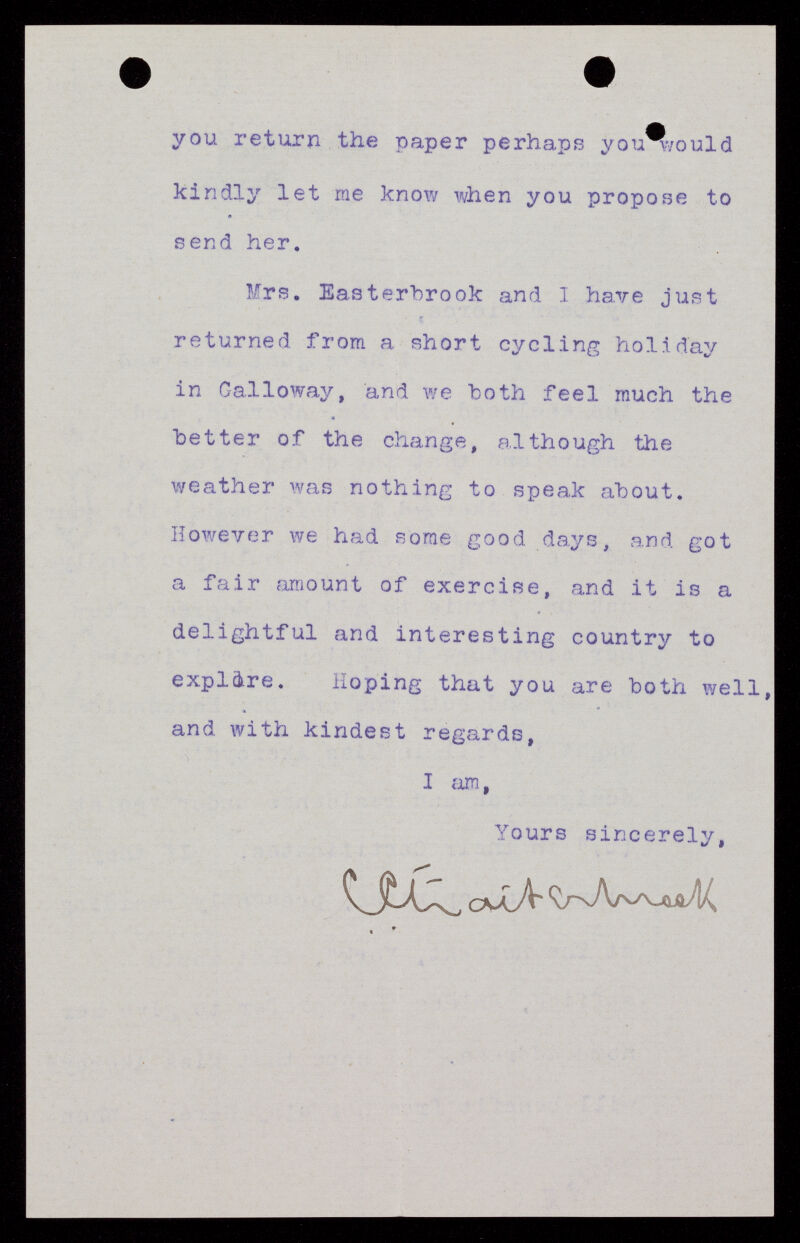 you return the paper perhaps you would
kindly let me know when you propose to
send her.
Mrs. Easterbrook and I have just
returned from a short cycling holiday
in Galloway, and we both feel much the
better of the change, although the
weather was nothing to speak about.
However we had some good days, and got
a fair amount of exercise, and it is a
delightful and interesting country to
explore. Hoping that you are both well,
and with kindest regards,
I am,
Yours sincerely,